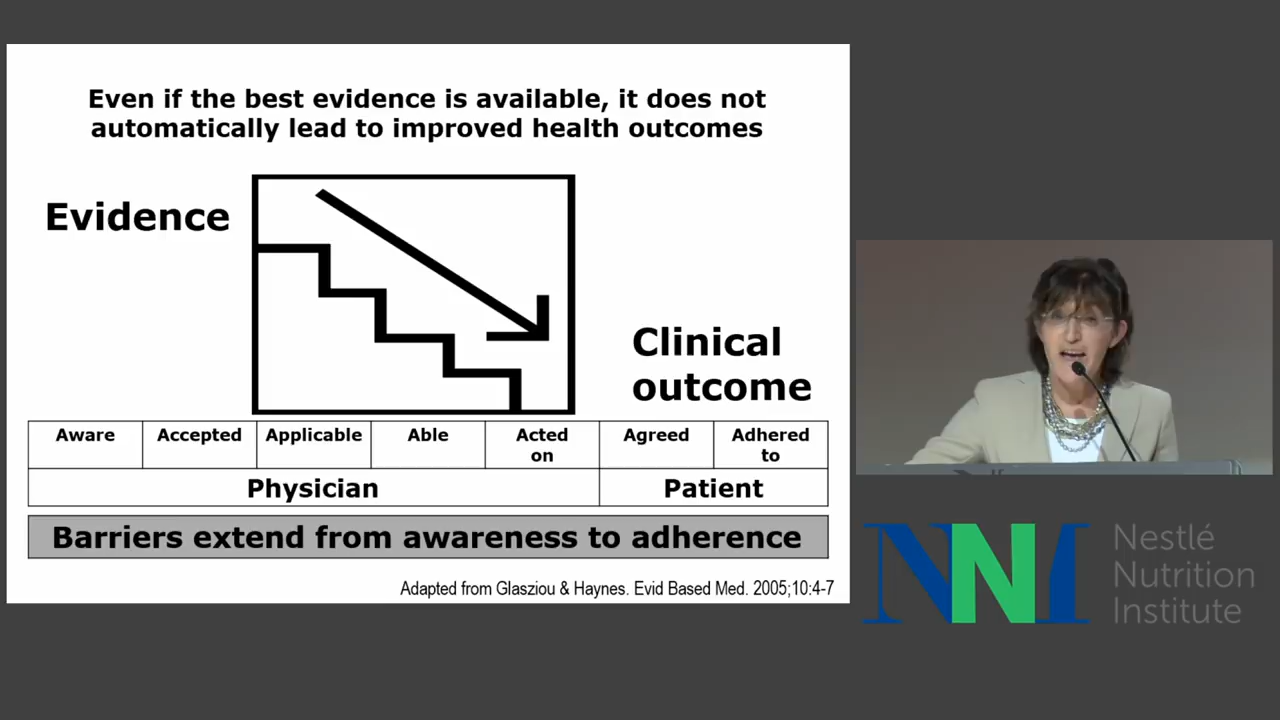 Even if the best evidence is available, it does not
automatically lead to improved health outcomes
Evidence
Clinical
outcome
Aware
Accepted
Applicable
Able
Acted
on
Agreed
Adhered
to
Physician
Patient
Barriers extend from awareness to adherence
Adapted from Glasziou & Haynes. Evid Based Med. 2005;10:4-7
NNI
Nestlé
Nutrition
Institute